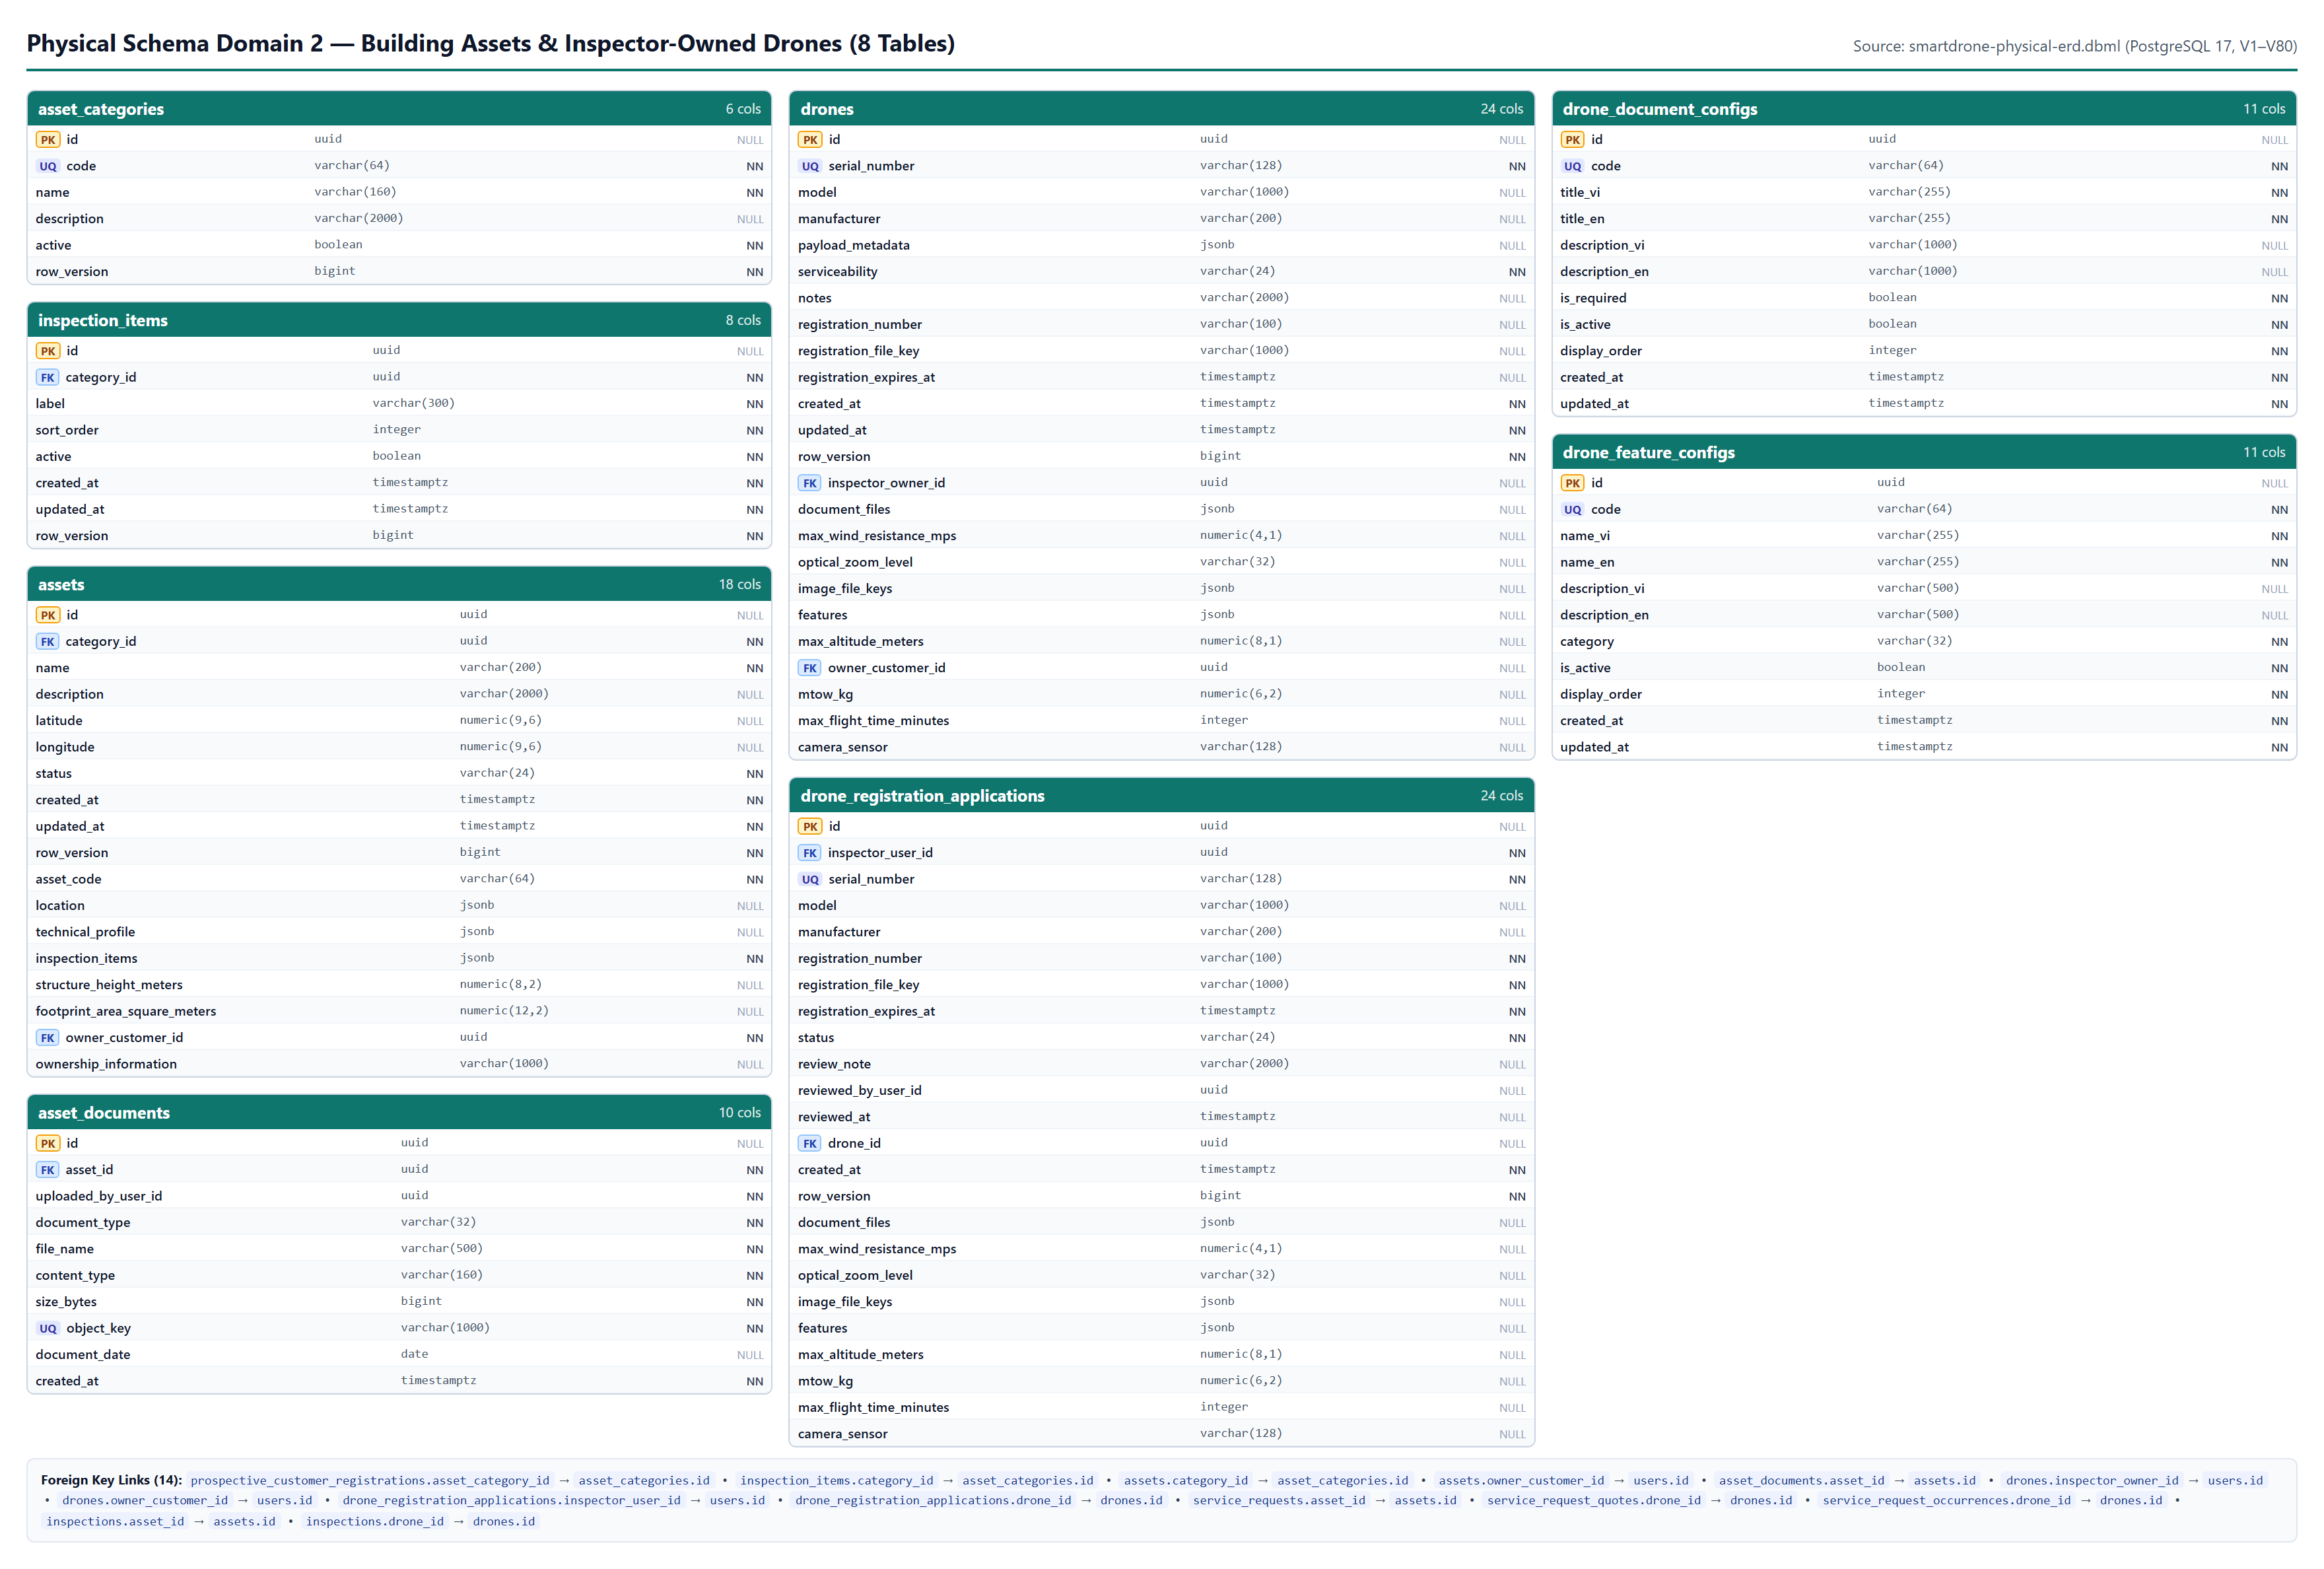 Physical Schema Domain 2 — Building Assets & Inspector-Owned Drones (8 Tables)
Source: smartdrone-physical-erd.dbml (PostgreSQL 17, V1–V80)
asset_categories 6 cols
PK id uuid NULL
UQ code varchar(64) NN
name varchar(160) NN
description varchar(2000) NULL
active boolean NN
row_version bigint NN
inspection_items 8 cols
PK id uuid NULL
FK category_id uuid NN
label varchar(300) NN
sort_order integer NN
active boolean NN
created_at timestamptz NN
updated_at timestamptz NN
row_version bigint NN
assets 18 cols
PK id uuid NULL
FK category_id uuid NN
name varchar(200) NN
description varchar(2000) NULL
latitude numeric(9,6) NULL
longitude numeric(9,6) NULL
status varchar(24) NN
created_at timestamptz NN
updated_at timestamptz NN
row_version bigint NN
asset_code varchar(64) NN
location jsonb NULL
technical_profile jsonb NULL
inspection_items jsonb NN
structure_height_meters numeric(8,2) NULL
footprint_area_square_meters numeric(12,2) NULL
FK owner_customer_id uuid NN
ownership_information varchar(1000) NULL
asset_documents 10 cols
PK id uuid NULL
FK asset_id uuid NN
uploaded_by_user_id uuid NN
document_type varchar(32) NN
file_name varchar(500) NN
content_type varchar(160) NN
size_bytes bigint NN
UQ object_key varchar(1000) NN
document_date date NULL
created_at timestamptz NN
drones 24 cols
PK id uuid NULL
UQ serial_number varchar(128) NN
model varchar(1000) NULL
manufacturer varchar(200) NULL
payload_metadata jsonb NULL
serviceability varchar(24) NN
notes varchar(2000) NULL
registration_number varchar(100) NULL
registration_file_key varchar(1000) NULL
registration_expires_at timestamptz NULL
created_at timestamptz NN
updated_at timestamptz NN
row_version bigint NN
FK inspector_owner_id uuid NULL
document_files jsonb NULL
max_wind_resistance_mps numeric(4,1) NULL
optical_zoom_level varchar(32) NULL
image_file_keys jsonb NULL
features jsonb NULL
max_altitude_meters numeric(8,1) NULL
FK owner_customer_id uuid NULL
mtow_kg numeric(6,2) NULL
max_flight_time_minutes integer NULL
camera_sensor varchar(128) NULL
drone_registration_applications 24 cols
PK id uuid NULL
FK inspector_user_id uuid NN
UQ serial_number varchar(128) NN
model varchar(1000) NULL
manufacturer varchar(200) NULL
registration_number varchar(100) NN
registration_file_key varchar(1000) NN
registration_expires_at timestamptz NN
status varchar(24) NN
review_note varchar(2000) NULL
reviewed_by_user_id uuid NULL
reviewed_at timestamptz NULL
FK drone_id uuid NULL
created_at timestamptz NN
row_version bigint NN
document_files jsonb NULL
max_wind_resistance_mps numeric(4,1) NULL
optical_zoom_level varchar(32) NULL
image_file_keys jsonb NULL
features jsonb NULL
max_altitude_meters numeric(8,1) NULL
mtow_kg numeric(6,2) NULL
max_flight_time_minutes integer NULL
camera_sensor varchar(128) NULL
drone_document_configs 11 cols
PK id uuid NULL
UQ code varchar(64) NN
title_vi varchar(255) NN
title_en varchar(255) NN
description_vi varchar(1000) NULL
description_en varchar(1000) NULL
is_required boolean NN
is_active boolean NN
display_order integer NN
created_at timestamptz NN
updated_at timestamptz NN
drone_feature_configs 11 cols
PK id uuid NULL
UQ code varchar(64) NN
name_vi varchar(255) NN
name_en varchar(255) NN
description_vi varchar(500) NULL
description_en varchar(500) NULL
category varchar(32) NN
is_active boolean NN
display_order integer NN
created_at timestamptz NN
updated_at timestamptz NN
Foreign Key Links (14): prospective_customer_registrations.asset_category_id → asset_categories.id • inspection_items.category_id → asset_categories.id • assets.category_id → asset_categories.id • assets.owner_customer_id → users.id • asset_documents.asset_id → assets.id • drones.inspector_owner_id → users.id
• drones.owner_customer_id → users.id • drone_registration_applications.inspector_user_id → users.id • drone_registration_applications.drone_id → drones.id • service_requests.asset_id → assets.id • service_request_quotes.drone_id → drones.id • service_request_occurrences.drone_id → drones.id •
inspections.asset_id → assets.id • inspections.drone_id → drones.id